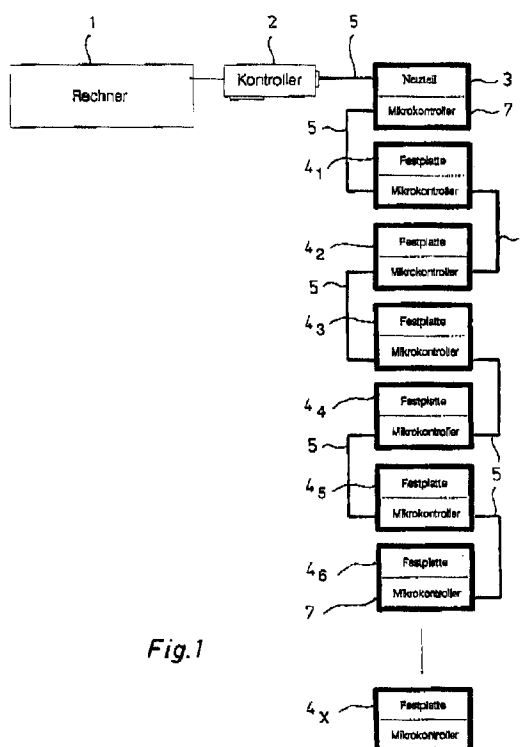 1
2
5
Rechner
Kontroller
Netzteil
3
Mikrokontroller
7
5
4₁
Festplatte
Mikrokontroller
4₂
Festplatte
Mikrokontroller
5
4₃
Festplatte
Mikrokontroller
4₄
Festplatte
Mikrokontroller
5
5
4₅
Festplatte
Mikrokontroller
4₆
Festplatte
7
Mikrokontroller
Fig.1
4ₓ
Festplatte
Mikrokontroller